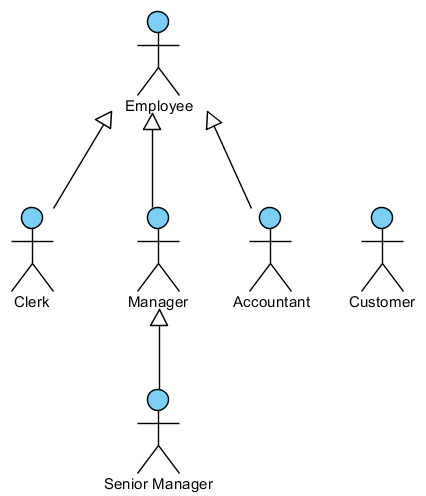 Employee
Clerk
Manager
Accountant
Customer
Senior Manager